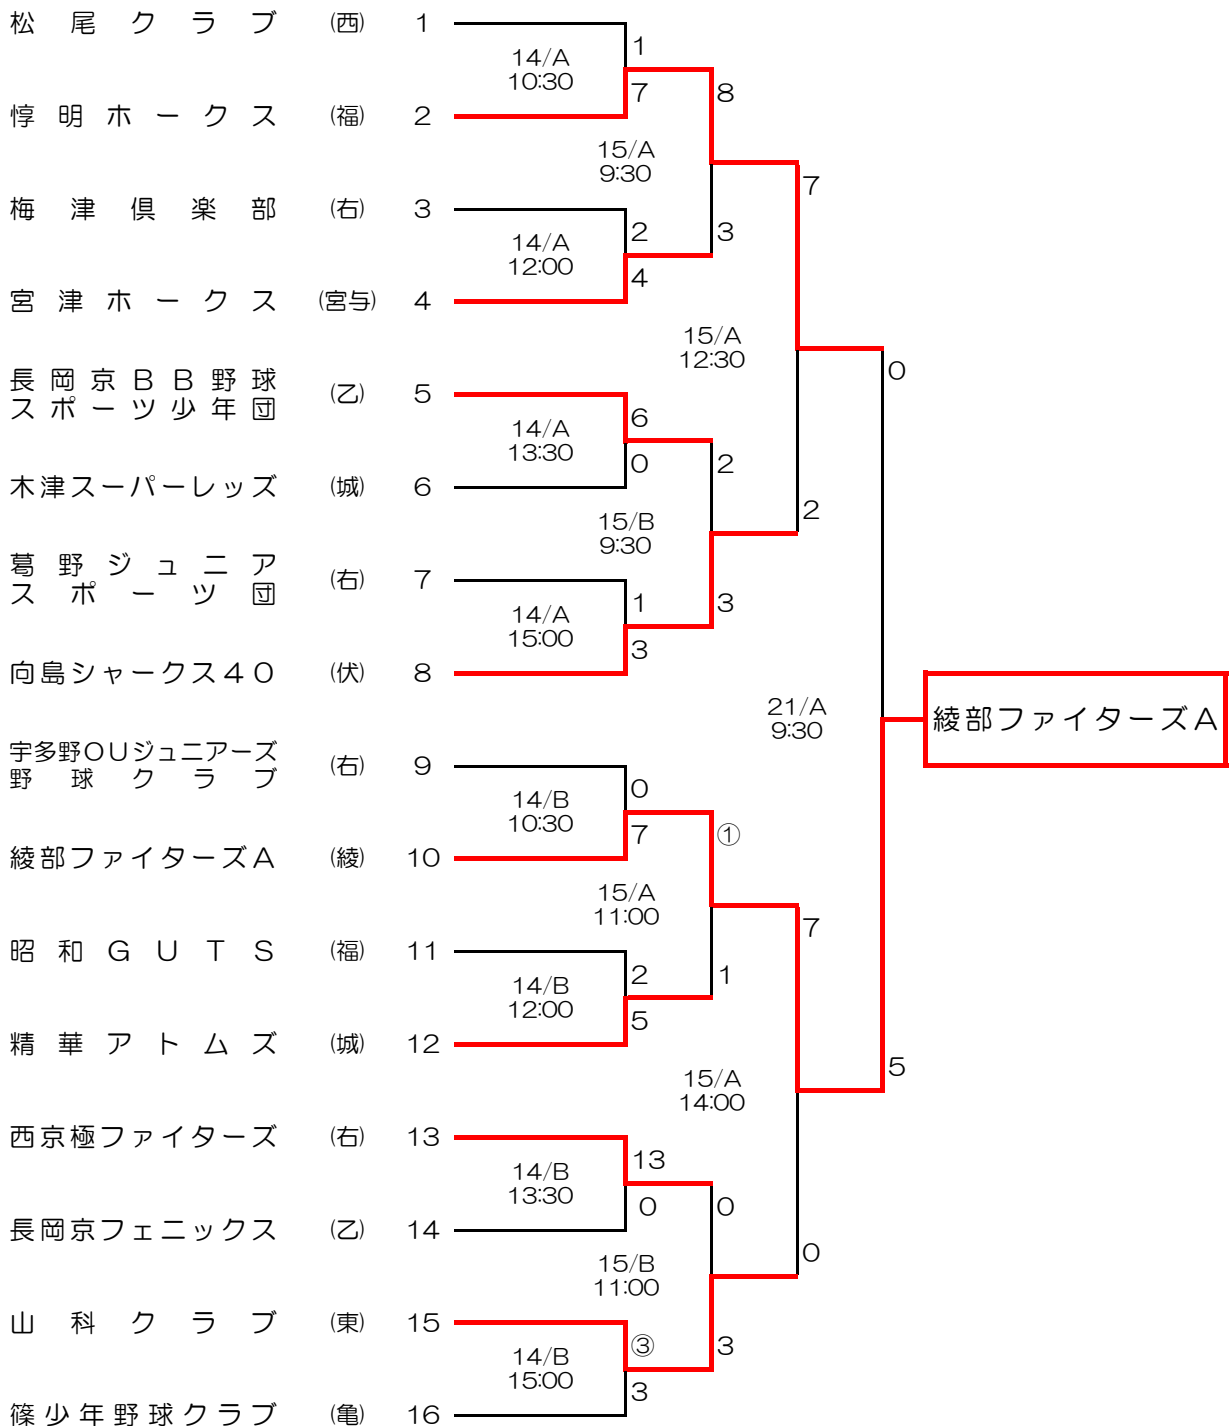 松尾クラブ (西) 1
1
14/A
10:30
7
8
惇明ホークス (福) 2
15/A
9:30
7
梅津倶楽部 (右) 3
2
3
14/A
12:00
4
宮津ホークス (宮与) 4
15/A
12:30
0
長岡京BB野球
スポーツ少年団
(乙) 5
6
14/A
13:30
0
2
木津スーパーレッズ (城) 6
2
15/B
9:30
葛野ジュニア
スポーツ団
(右) 7
1
3
14/A
15:00
3
向島シャークス40 (伏) 8
21/A
9:30
綾部ファイターズA
宇多野OUジュニアーズ
野球クラブ
(右) 9
0
14/B
10:30
7
①
綾部ファイターズA (綾) 10
15/A
11:00
7
昭和GUTS (福) 11
2
1
14/B
12:00
5
精華アトムズ (城) 12
5
15/A
14:00
西京極ファイターズ (右) 13
13
14/B
13:30
0
0
長岡京フェニックス (乙) 14
0
15/B
11:00
山科クラブ (東) 15
③
3
14/B
15:00
3
篠少年野球クラブ (亀) 16